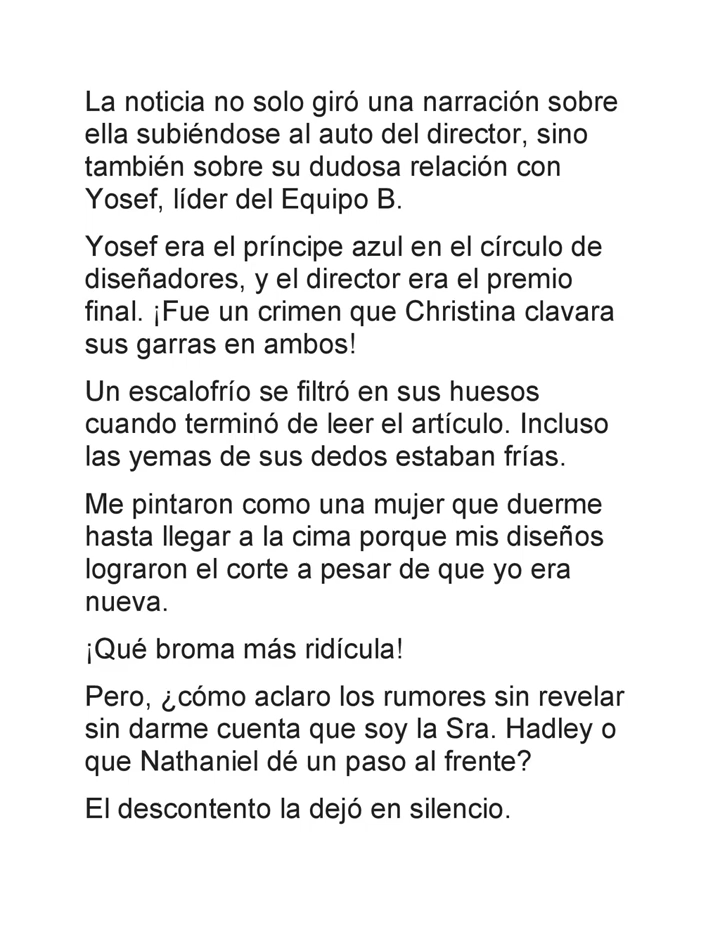 La noticia no solo giró una narración sobre
ella subiéndose al auto del director, sino
también sobre su dudosa relación con
Yosef, líder del Equipo B.
Yosef era el príncipe azul en el círculo de
diseñadores, y el director era el premio
final. ¡Fue un crimen que Christina clavara
sus garras en ambos!
Un escalofrío se filtró en sus huesos
cuando terminó de leer el artículo. Incluso
las yemas de sus dedos estaban frías.
Me pintaron como una mujer que duerme
hasta llegar a la cima porque mis diseños
lograron el corte a pesar de que yo era
nueva.
¡Qué broma más ridícula!
Pero, ¿cómo aclaro los rumores sin revelar
sin darme cuenta que soy la Sra. Hadley o
que Nathaniel dé un paso al frente?
El descontento la dejó en silencio.